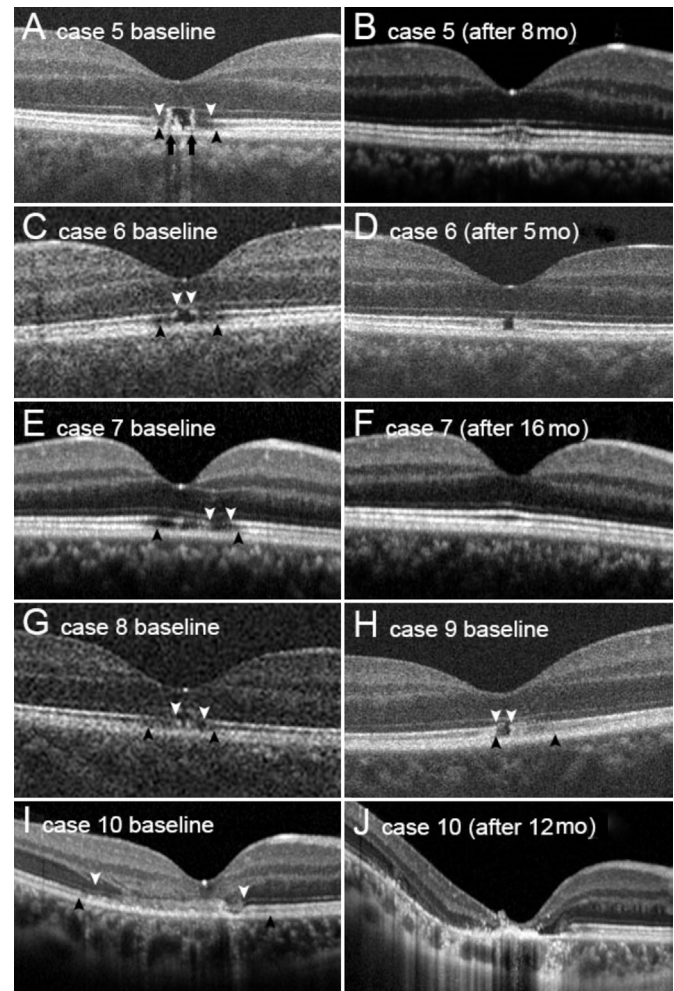 A case 5 baseline
B case 5 (after 8 mo)
C case 6 baseline
D case 6 (after 5 mo)
E case 7 baseline
F case 7 (after 16 mo)
G case 8 baseline
H case 9 baseline
I case 10 baseline
J case 10 (after 12 mo)